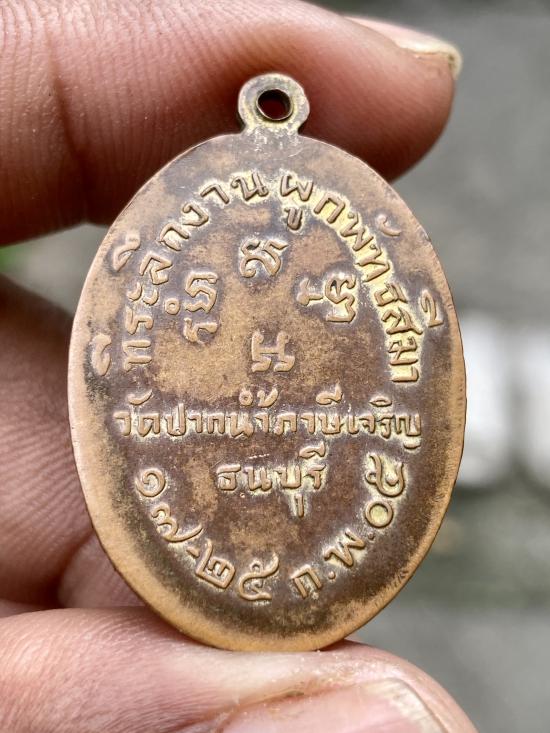 ที่ระลึกงานผูกพัทธสีมา
วัดปากน้ำภาษีเจริญ
ธนบุรี
๑๗-๒๕ ก.พ. ๐๕